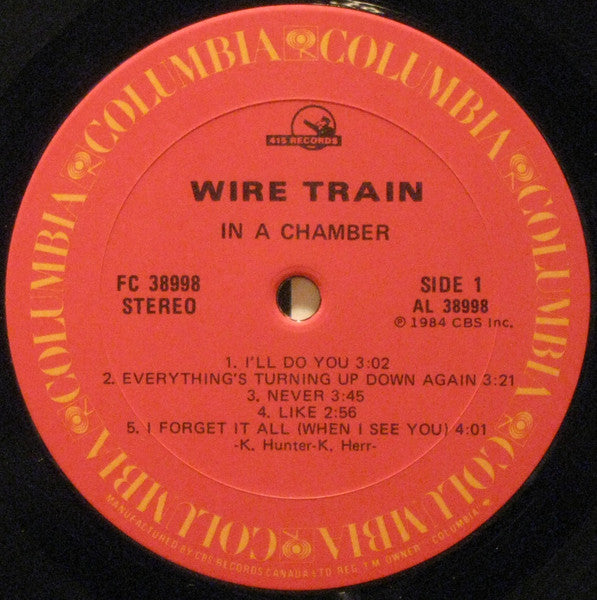 COLUMBIA COLUMBIA COLUMBIA COLUMBIA COLUMBIA COLUMBIA COLUMBIA COLUMBIA
415 RECORDS
WIRE TRAIN
IN A CHAMBER
FC 38998
STEREO
SIDE 1
AL 38998
℗ 1984 CBS Inc.
1. I'LL DO YOU 3:02
2. EVERYTHING'S TURNING UP DOWN AGAIN 3:21
3. NEVER 3:45
4. LIKE 2:56
5. I FORGET IT ALL (WHEN I SEE YOU) 4:01
-K. Hunter-K. Herr-
MANUFACTURED BY CBS RECORDS CANADA LTD REG. T.M. OWNER - COLUMBIA